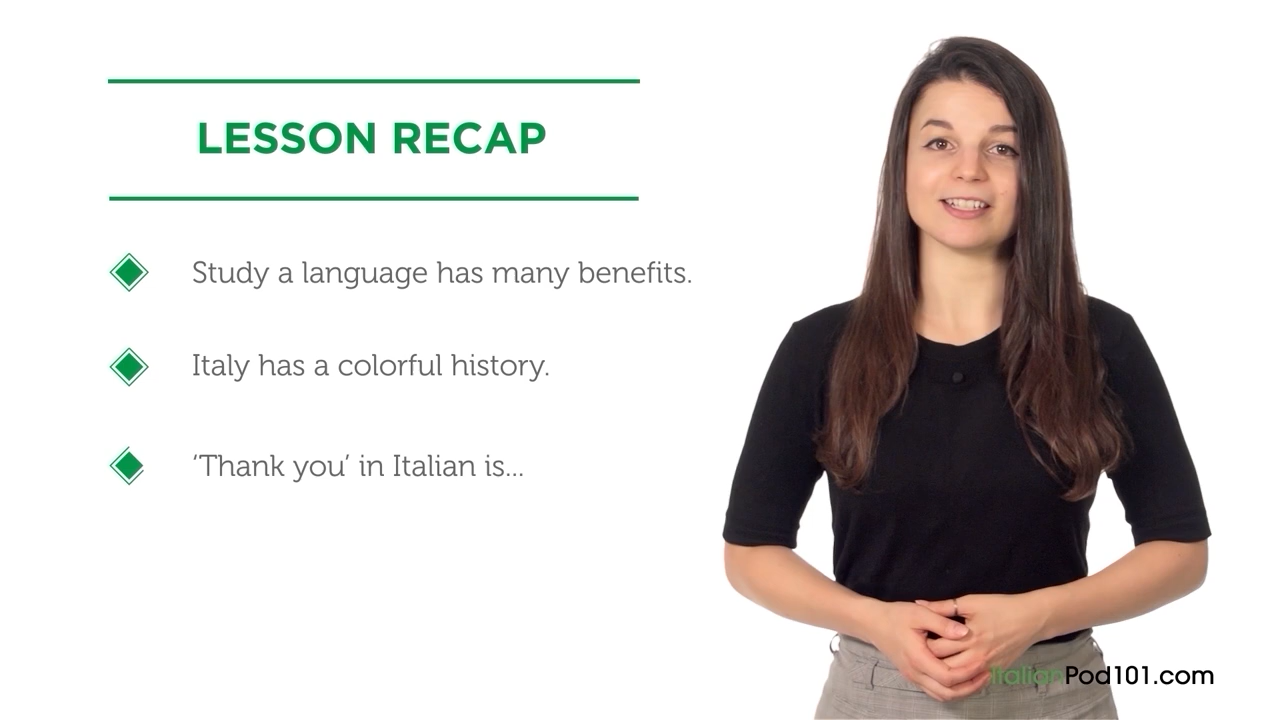 LESSON RECAP
Study a language has many benefits.
Italy has a colorful history.
’Thank you’ in Italian is...
ItalianPod101.com